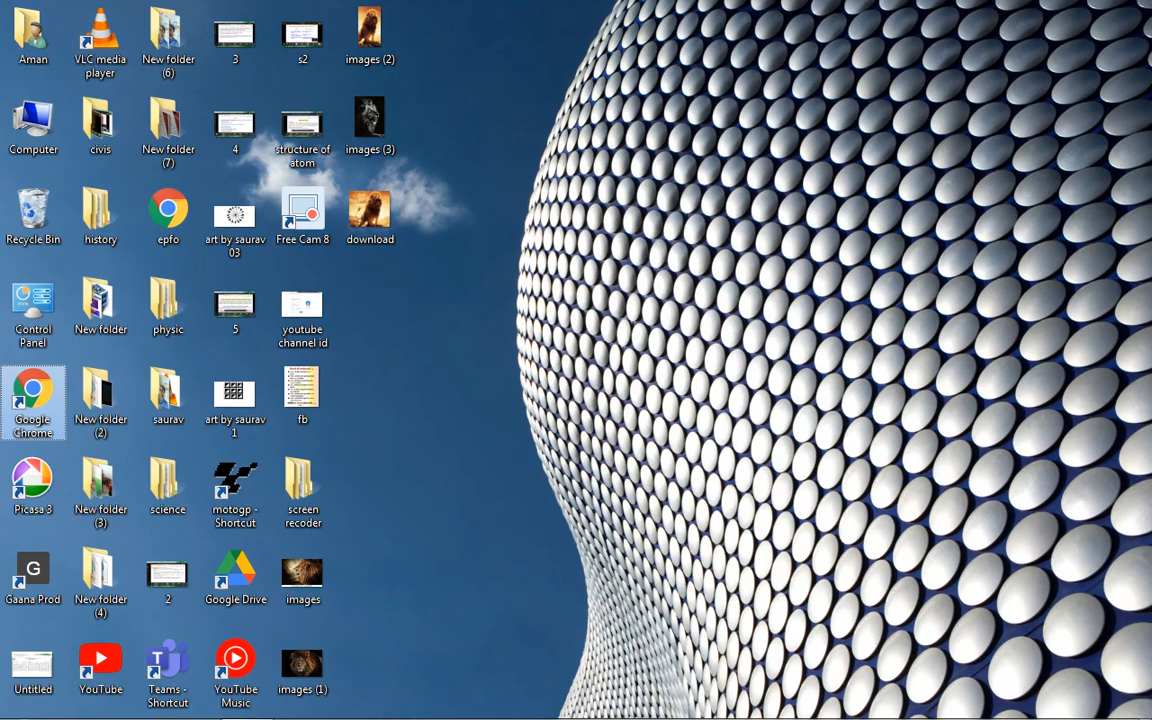 Aman
VLC media
player
New folder
(6)
3
s2
images (2)
Computer
civis
New folder
(7)
4
structure of
atom
images (3)
Recycle Bin
history
epfo
art by saurav
03
Free Cam 8
download
Control
Panel
New folder
physic
5
youtube
channel id
Google
Chrome
New folder
(2)
saurav
art by saurav
1
fb
Picasa 3
New folder
(3)
science
motogp -
Shortcut
screen
recoder
G
Gaana Prod
New folder
(4)
2
Google Drive
images
Untitled
YouTube
T
Teams -
Shortcut
YouTube
Music
images (1)